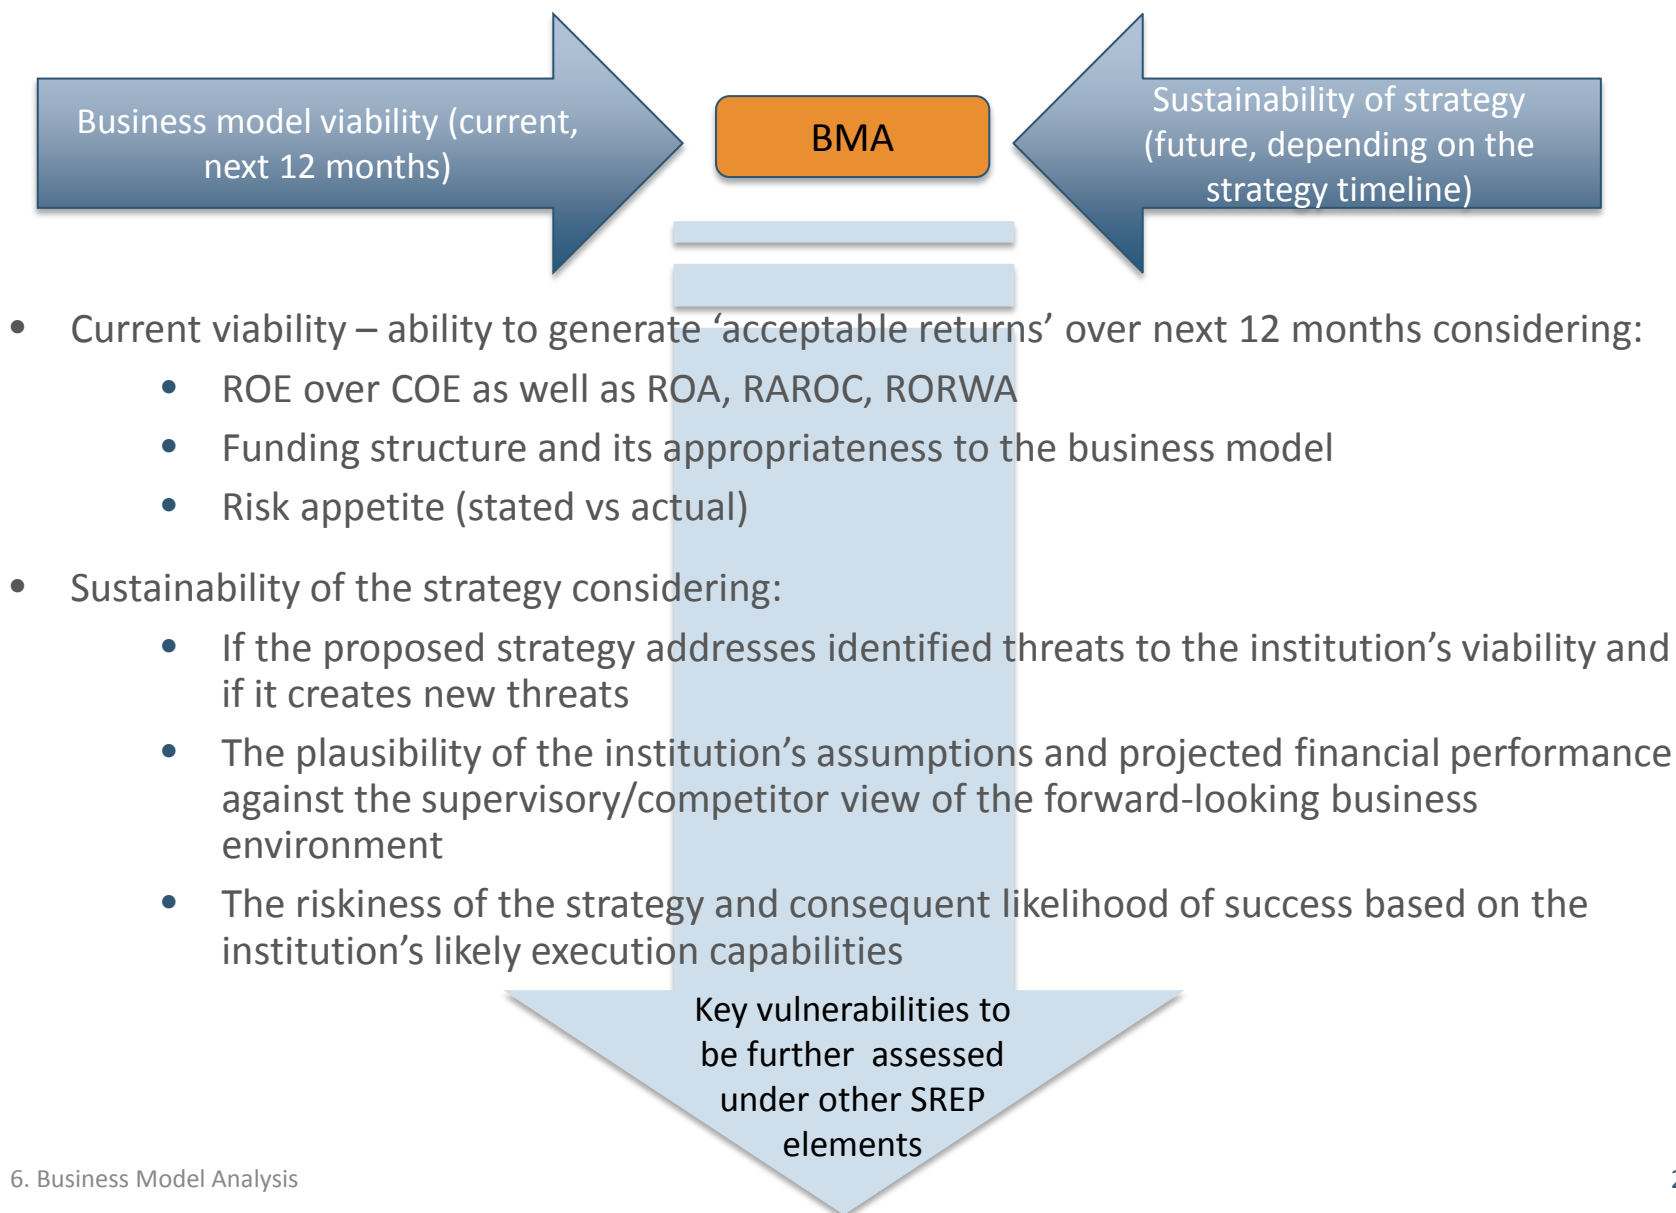 Business model viability (current,
next 12 months)
BMA
Sustainability of strategy
(future, depending on the
strategy timeline)
• Current viability – ability to generate ‘acceptable returns’ over next 12 months considering:
• ROE over COE as well as ROA, RAROC, RORWA
• Funding structure and its appropriateness to the business model
• Risk appetite (stated vs actual)
• Sustainability of the strategy considering:
• If the proposed strategy addresses identified threats to the institution’s viability and
if it creates new threats
• The plausibility of the institution’s assumptions and projected financial performance
against the supervisory/competitor view of the forward-looking business
environment
• The riskiness of the strategy and consequent likelihood of success based on the
institution’s likely execution capabilities
Key vulnerabilities to
be further assessed
under other SREP
elements
6. Business Model Analysis